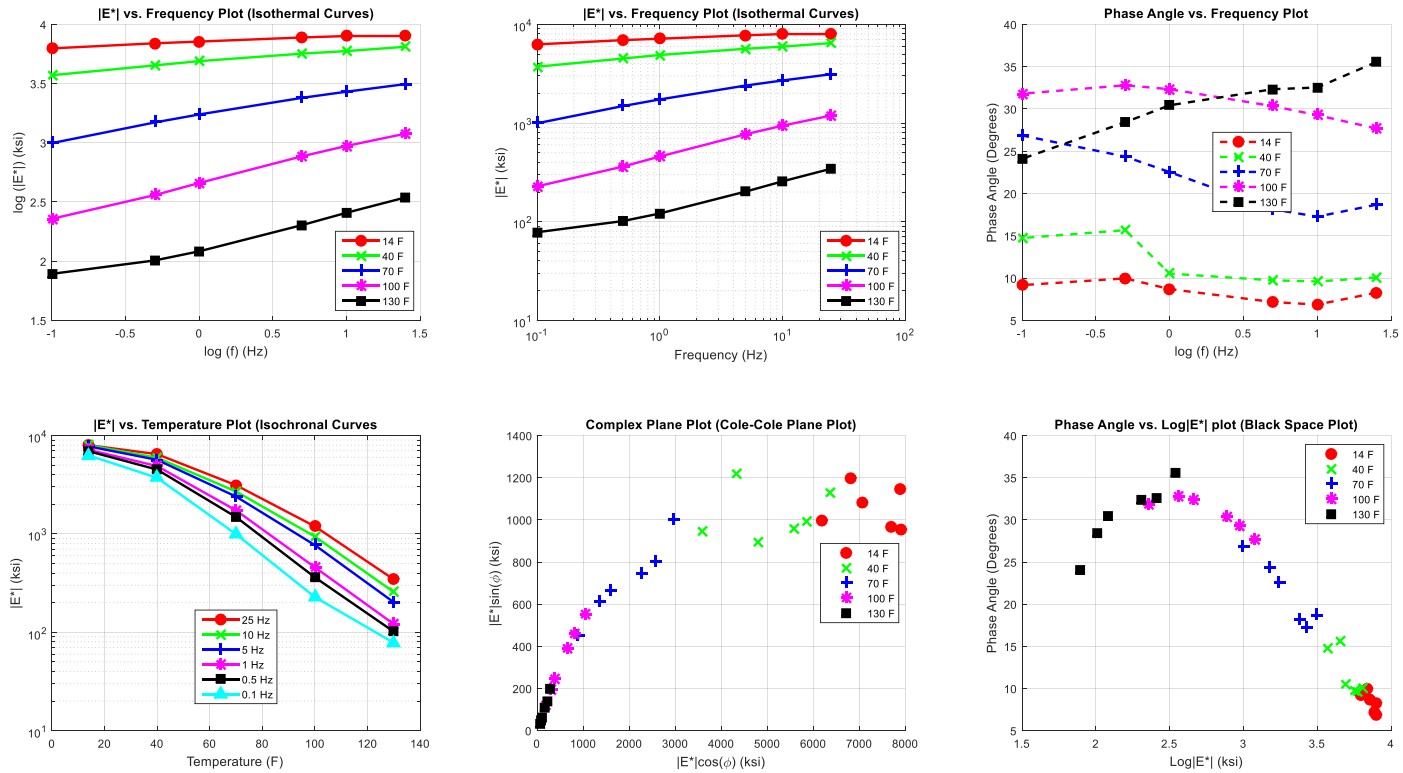 |E*| vs. Frequency Plot (Isothermal Curves)
4
3.5
3
2.5
2
1.5
log (|E*|) (ksi)
-1
-0.5
0
0.5
1
1.5
log (f) (Hz)
14 F
40 F
70 F
100 F
130 F
|E*| vs. Frequency Plot (Isothermal Curves)
10^4
10^3
10^2
10^1
|E*| (ksi)
10^-1
10^0
10^1
10^2
Frequency (Hz)
14 F
40 F
70 F
100 F
130 F
Phase Angle vs. Frequency Plot
40
35
30
25
20
15
10
5
Phase Angle (Degrees)
-1
-0.5
0
0.5
1
1.5
log (f) (Hz)
14 F
40 F
70 F
100 F
130 F
|E*| vs. Temperature Plot (Isochronal Curves
10^4
10^3
10^2
10^1
|E*| (ksi)
0
20
40
60
80
100
120
140
Temperature (F)
25 Hz
10 Hz
5 Hz
1 Hz
0.5 Hz
0.1 Hz
Complex Plane Plot (Cole-Cole Plane Plot)
1400
1200
1000
800
600
400
200
0
|E*|sin(ϕ) (ksi)
0
1000
2000
3000
4000
5000
6000
7000
8000
|E*|cos(ϕ) (ksi)
14 F
40 F
70 F
100 F
130 F
Phase Angle vs. Log|E*| plot (Black Space Plot)
40
35
30
25
20
15
10
5
Phase Angle (Degrees)
1.5
2
2.5
3
3.5
4
Log|E*| (ksi)
14 F
40 F
70 F
100 F
130 F